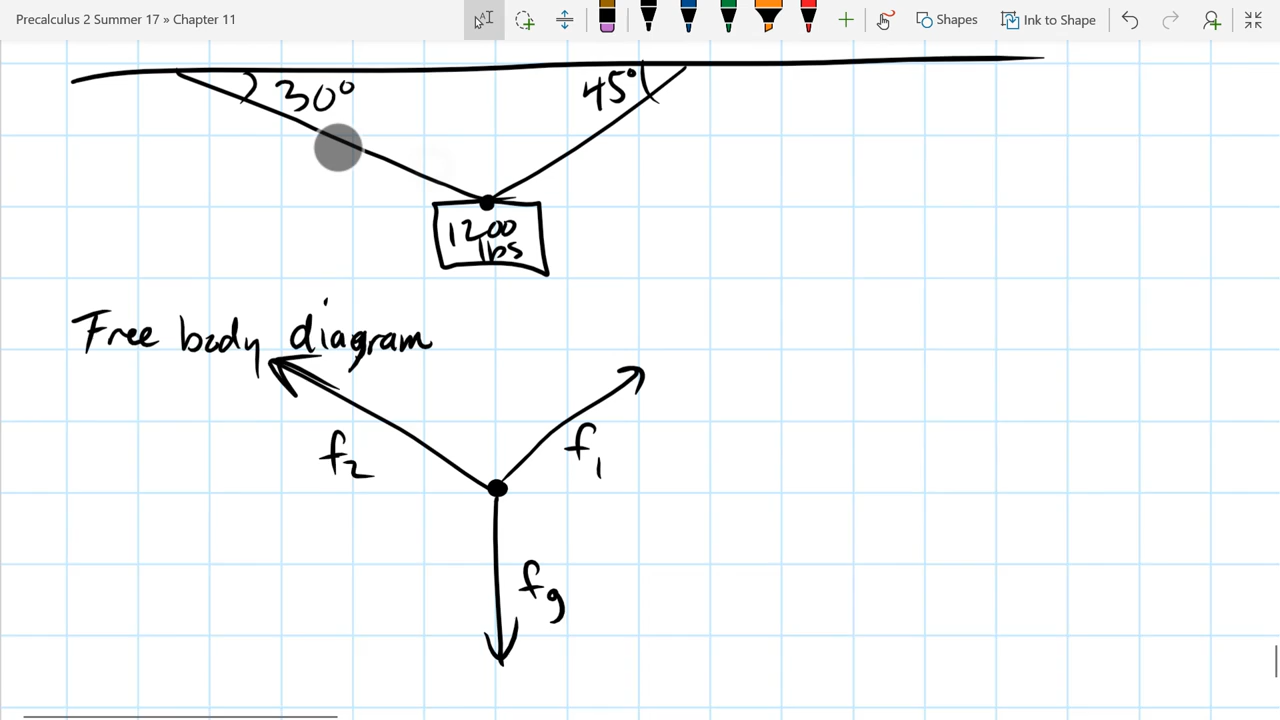 Precalculus 2 Summer 17 » Chapter 11
Shapes
Ink to Shape
30° 45°
1200
lbs
Free body diagram
f₂ f₁
fg